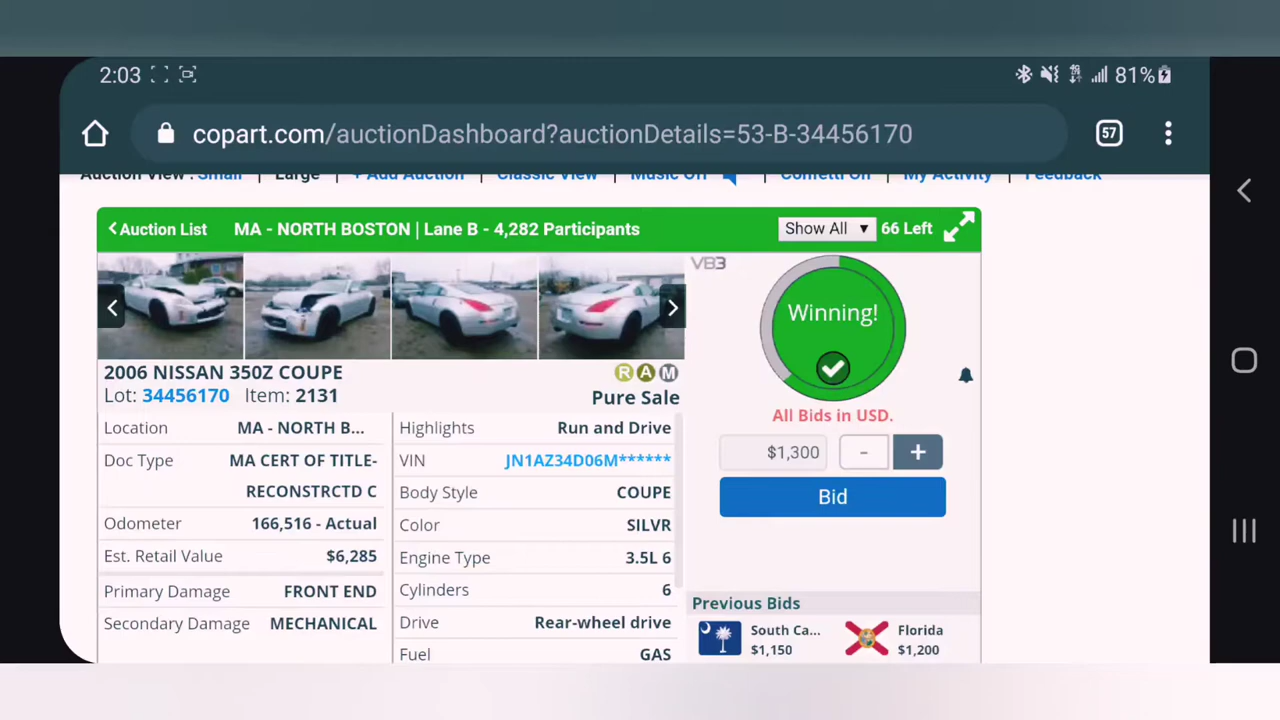 2:03 81%
copart.com/auctionDashboard?auctionDetails=53-B-34456170 57
Auction View : Small | Large + Add Auction | Classic View | Music On | Confetti On | My Activity | Feedback
Auction List MA - NORTH BOSTON | Lane B - 4,282 Participants Show All 66 Left
VB3
Winning!
2006 NISSAN 350Z COUPE R A M
Lot: 34456170 Item: 2131 Pure Sale
All Bids in USD.
Location MA - NORTH B...
Doc Type MA CERT OF TITLE-
RECONSTRCTD C
Odometer 166,516 - Actual
Est. Retail Value $6,285
Primary Damage FRONT END
Secondary Damage MECHANICAL
Highlights Run and Drive
VIN JN1AZ34D06M******
Body Style COUPE
Color SILVR
Engine Type 3.5L 6
Cylinders 6
Drive Rear-wheel drive
Fuel GAS
$1,300 - +
Bid
Previous Bids
South Ca...
$1,150
Florida
$1,200